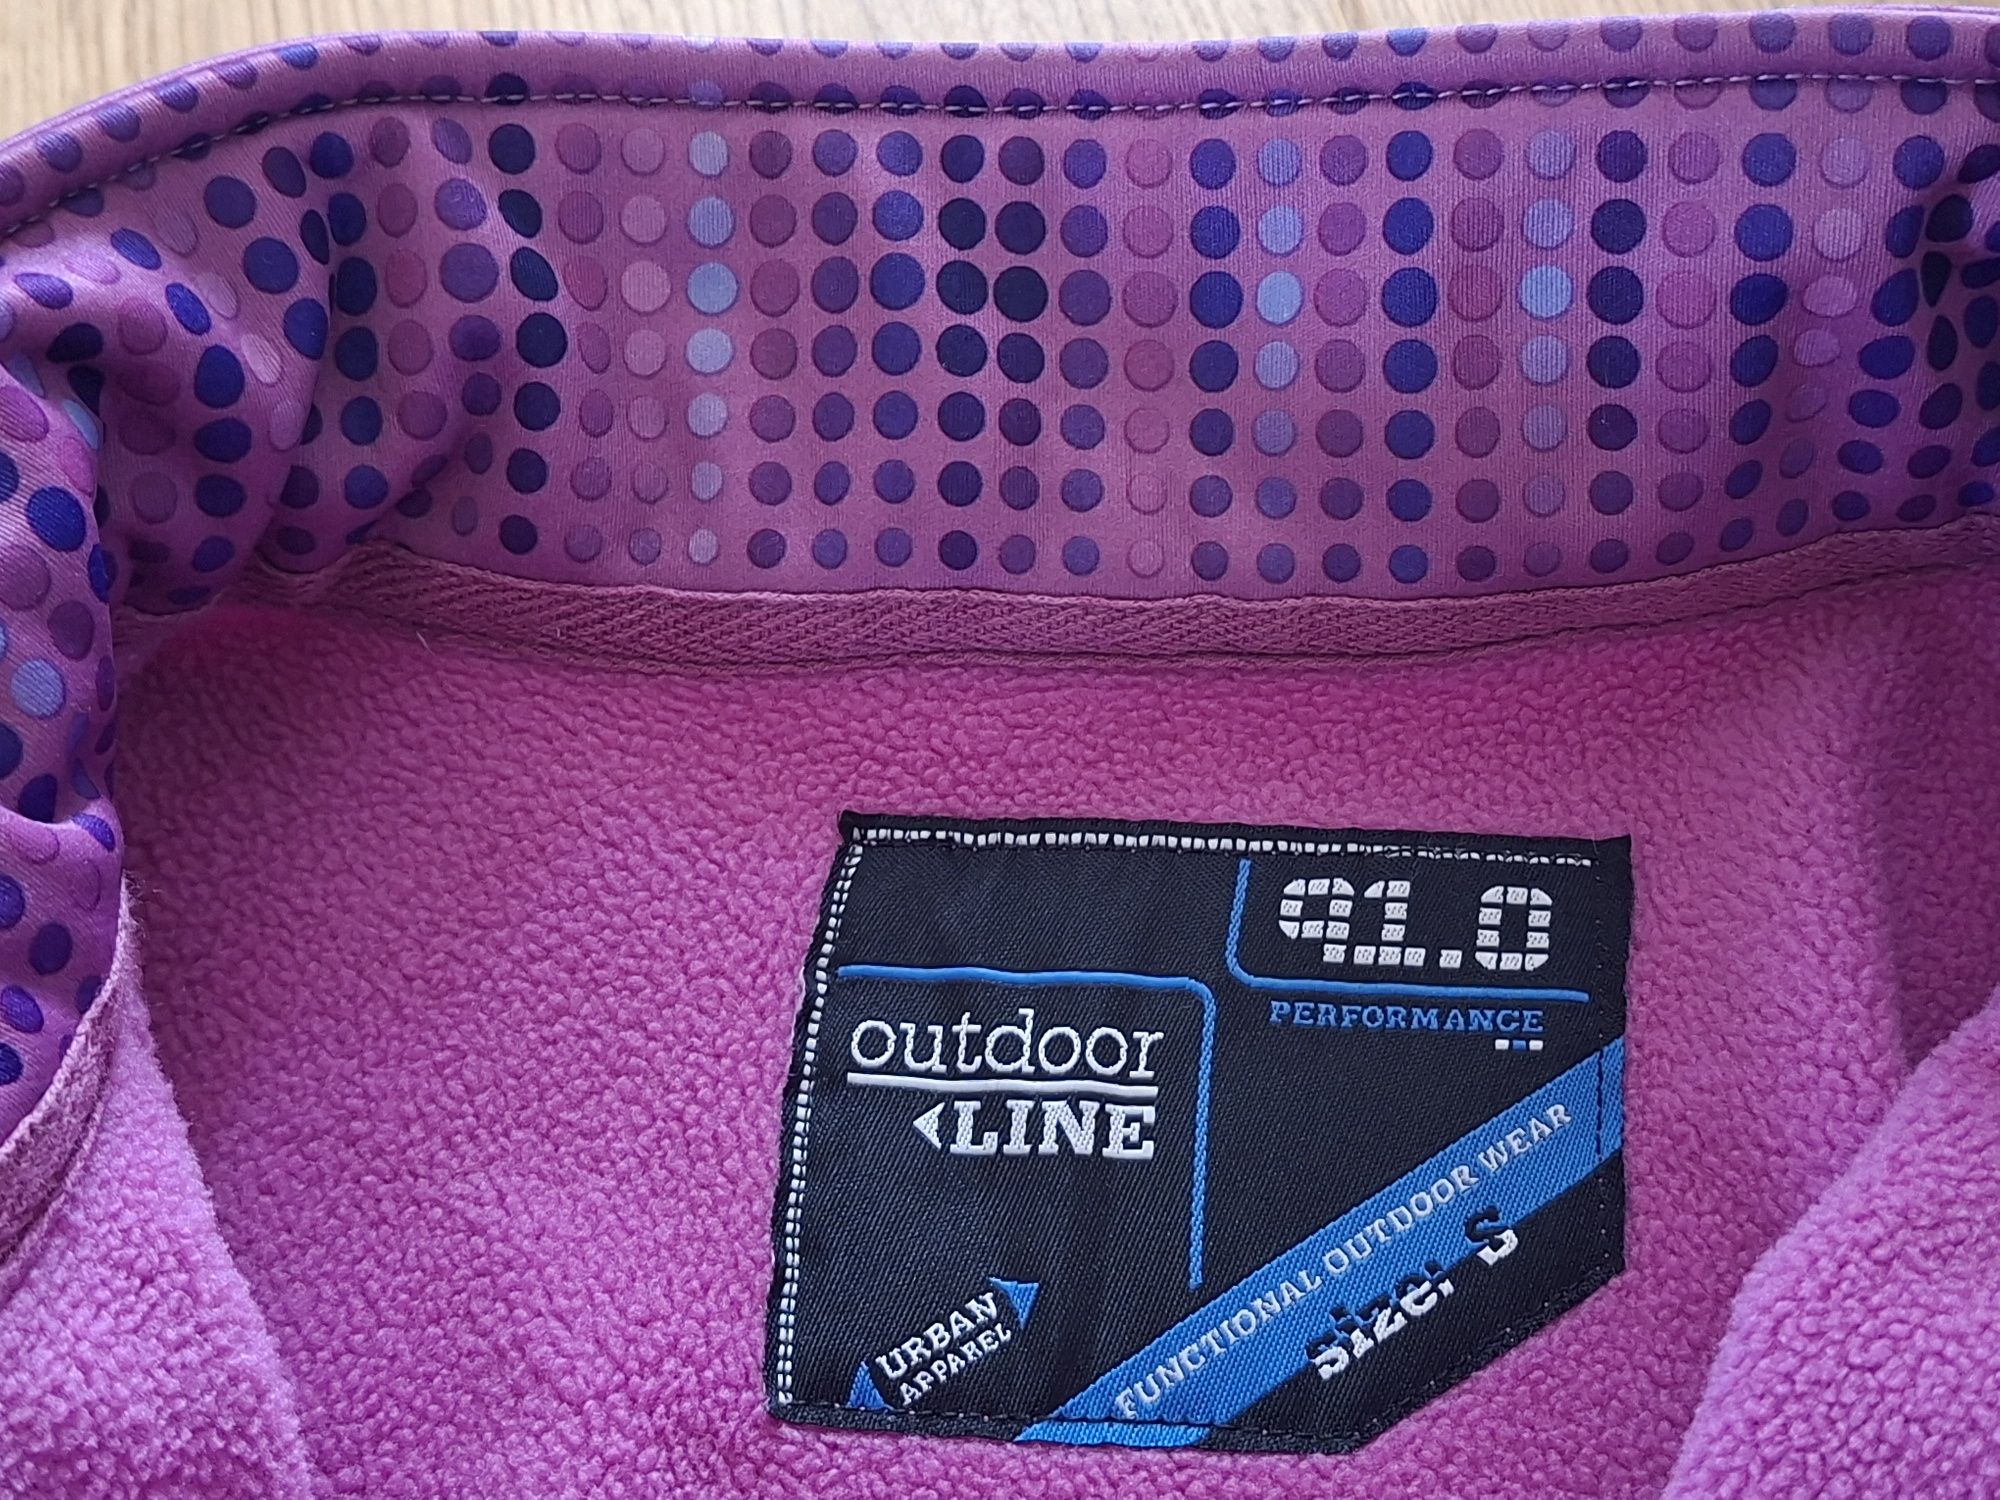 91.0
PERFORMANCE
outdoor
LINE
URBAN
APPAREL
FUNCTIONAL OUTDOOR WEAR
size: S